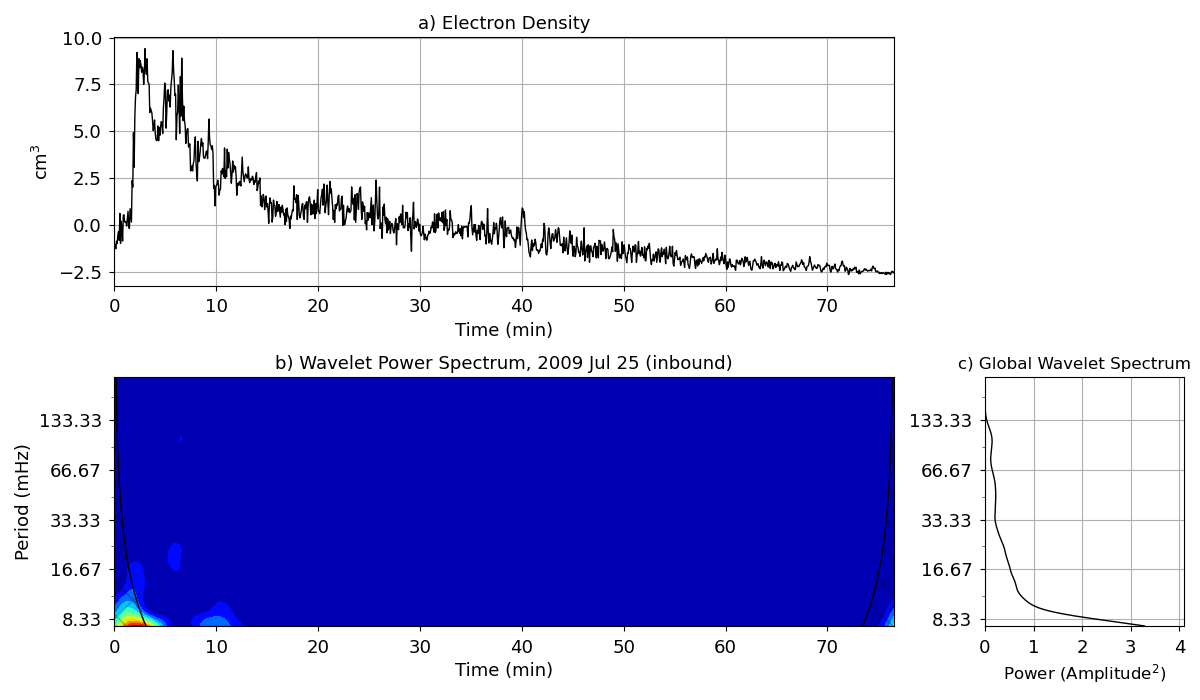 a) Electron Density
10.0
7.5
5.0
2.5
0.0
−2.5
cm³
0 10 20 30 40 50 60 70
Time (min)
b) Wavelet Power Spectrum, 2009 Jul 25 (inbound)
133.33
66.67
33.33
16.67
8.33
Period (mHz)
0 10 20 30 40 50 60 70
Time (min)
c) Global Wavelet Spectrum
133.33
66.67
33.33
16.67
8.33
0 1 2 3 4
Power (Amplitude²)